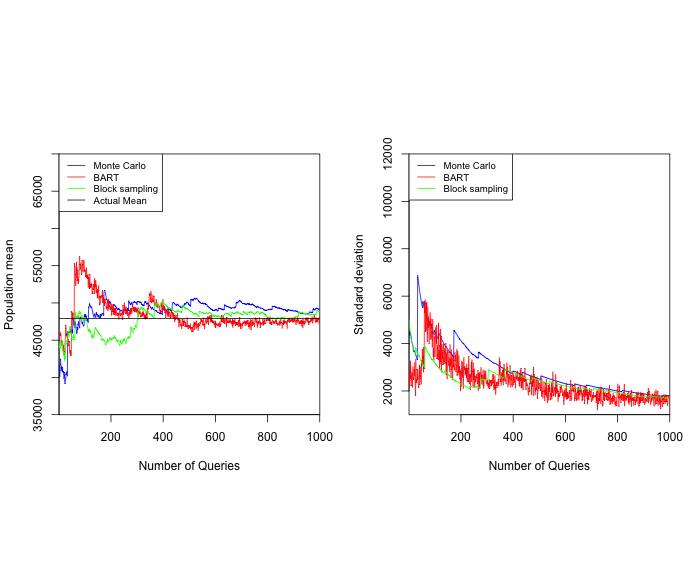 Population mean
65000
55000
45000
35000
Monte Carlo
BART
Block sampling
Actual Mean
200
400
600
800
1000
Number of Queries
Standard deviation
12000
10000
8000
6000
4000
2000
Monte Carlo
BART
Block sampling
200
400
600
800
1000
Number of Queries